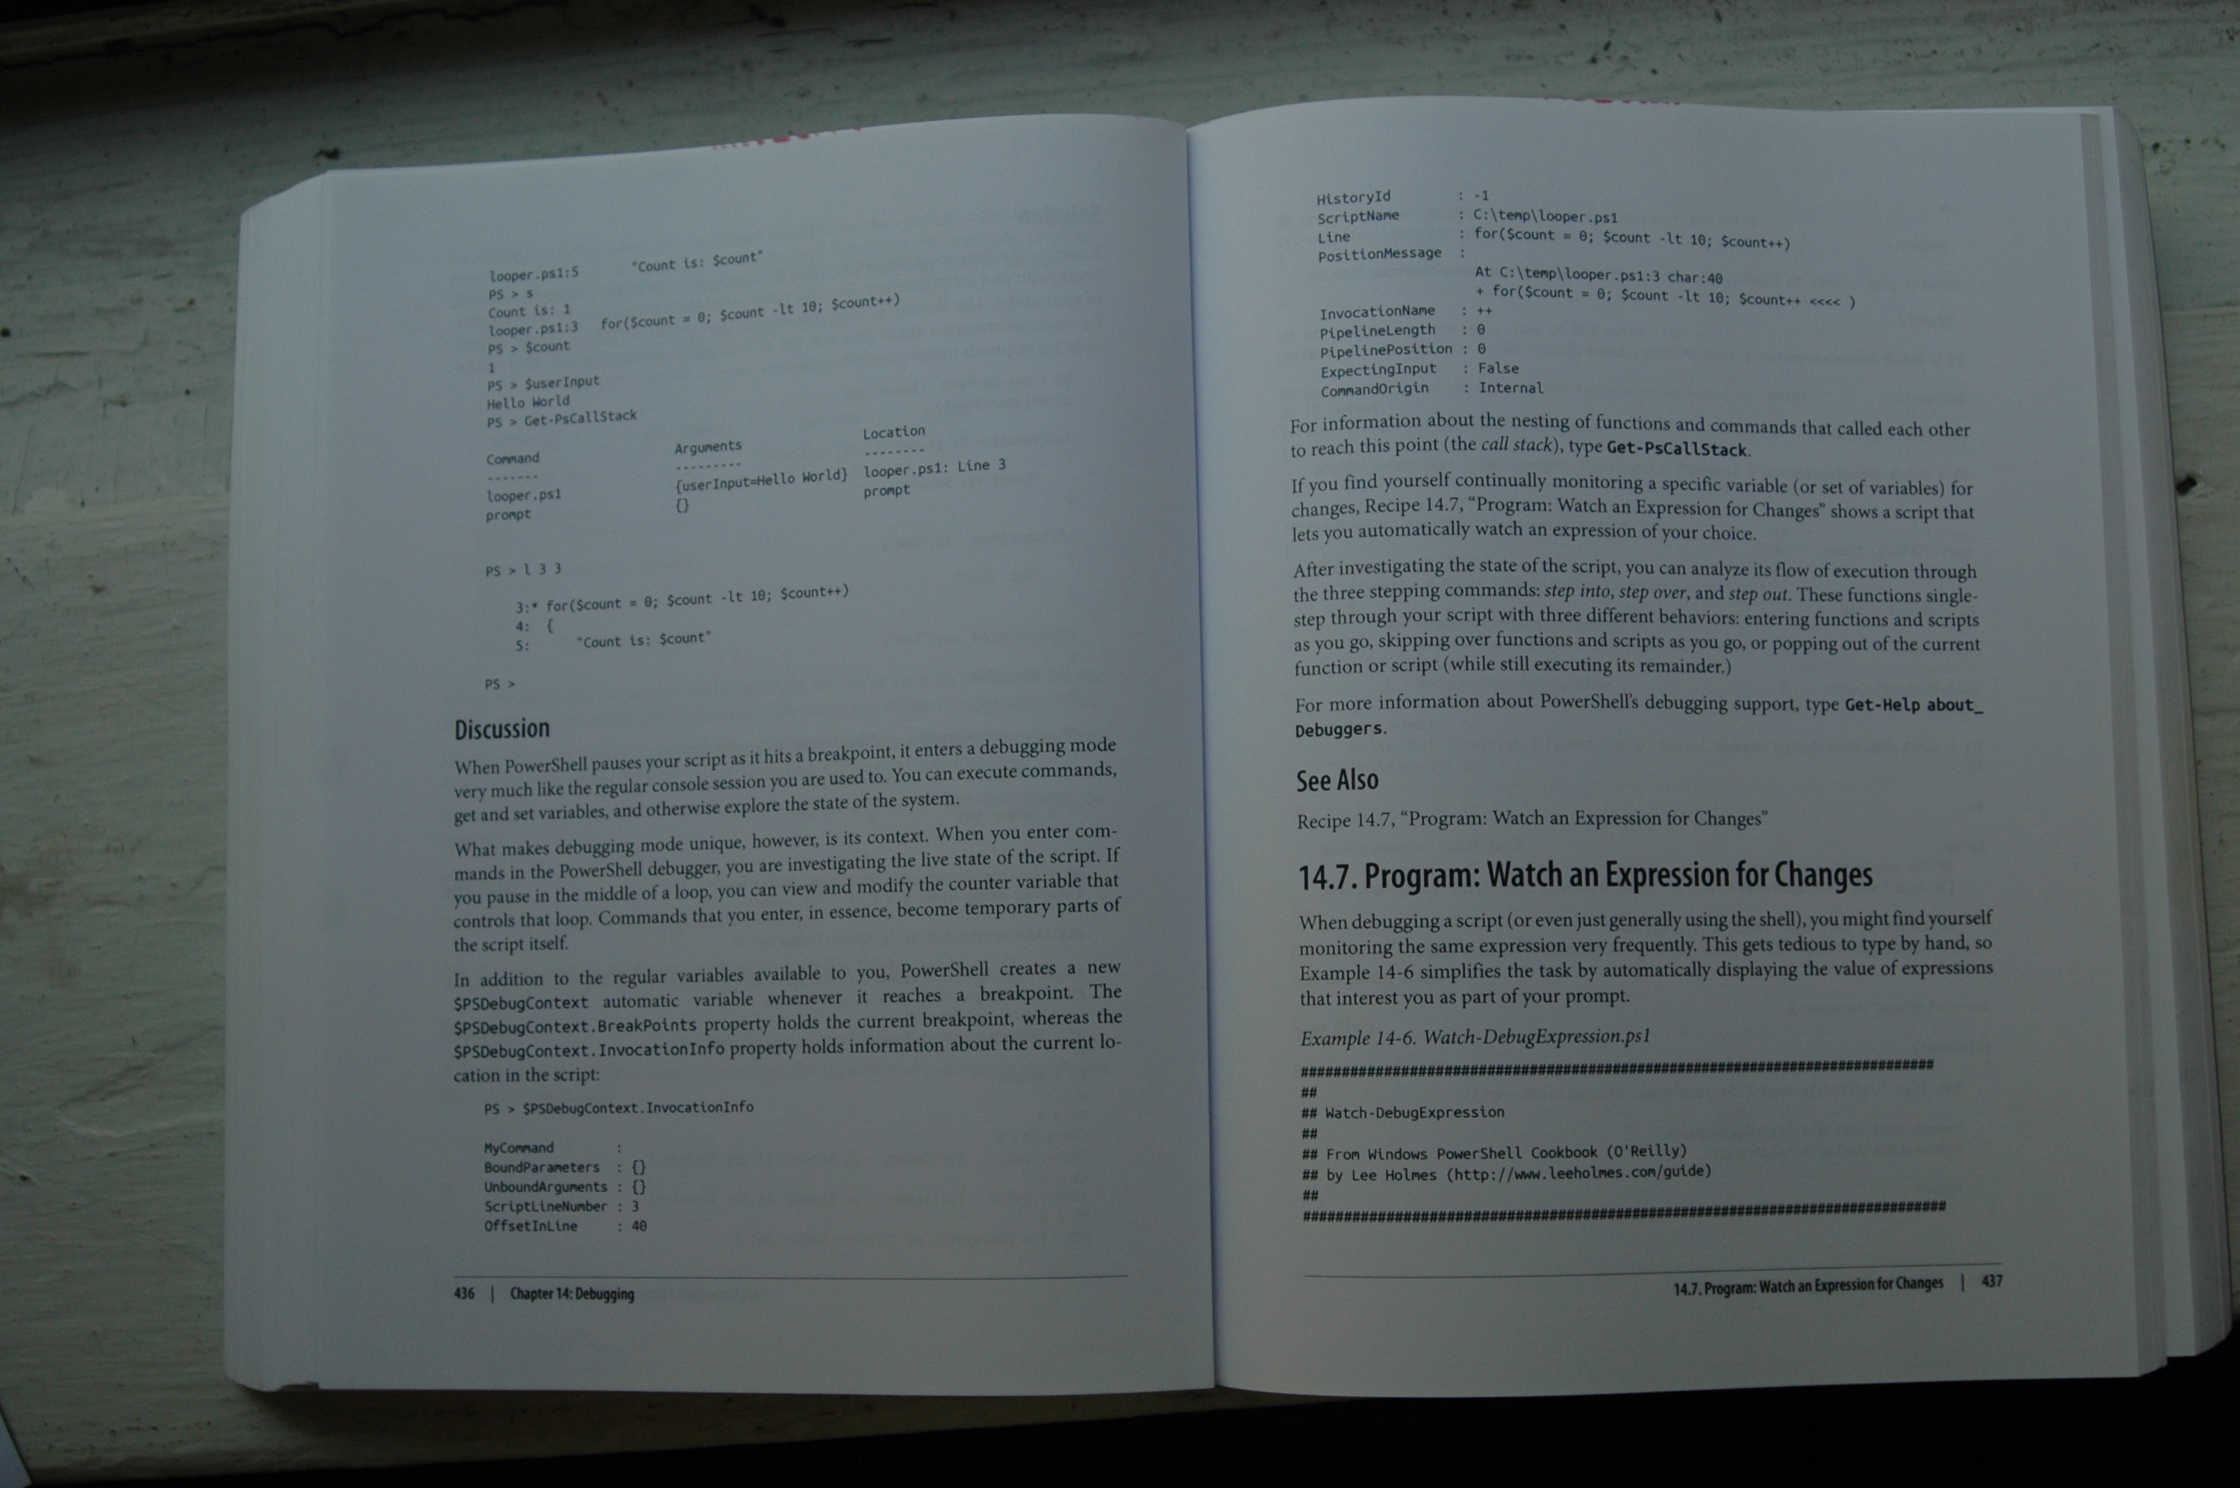 looper.ps1:5      "Count is: $count"
PS > s
Count is: 1
looper.ps1:3   for($count = 0; $count -lt 10; $count++)
PS > $count
1
PS > $userInput
Hello World
PS > Get-PsCallStack
Command                 Arguments                 Location
-------                 ---------                 --------
looper.ps1              {userInput=Hello World}   looper.ps1: Line 3
prompt                  {}                        prompt
PS > l 3 3
3:* for($count = 0; $count -lt 10; $count++)
4:  {
5:      "Count is: $count"
PS >
Discussion
When PowerShell pauses your script as it hits a breakpoint, it enters a debugging mode
very much like the regular console session you are used to. You can execute commands,
get and set variables, and otherwise explore the state of the system.
What makes debugging mode unique, however, is its context. When you enter com-
mands in the PowerShell debugger, you are investigating the live state of the script. If
you pause in the middle of a loop, you can view and modify the counter variable that
controls that loop. Commands that you enter, in essence, become temporary parts of
the script itself.
In addition to the regular variables available to you, PowerShell creates a new
$PSDebugContext automatic variable whenever it reaches a breakpoint. The
$PSDebugContext.BreakPoints property holds the current breakpoint, whereas the
$PSDebugContext.InvocationInfo property holds information about the current lo-
cation in the script:
PS > $PSDebugContext.InvocationInfo
MyCommand        :
BoundParameters  : {}
UnboundArguments : {}
ScriptLineNumber : 3
OffsetInLine     : 40
436 | Chapter 14: Debugging
HistoryId        : -1
ScriptName       : C:\temp\looper.ps1
Line             : for($count = 0; $count -lt 10; $count++)
PositionMessage  :
At C:\temp\looper.ps1:3 char:40
+ for($count = 0; $count -lt 10; $count++ <<<< )
InvocationName   : ++
PipelineLength   : 0
PipelinePosition : 0
ExpectingInput   : False
CommandOrigin    : Internal
For information about the nesting of functions and commands that called each other
to reach this point (the call stack), type Get-PsCallStack.
If you find yourself continually monitoring a specific variable (or set of variables) for
changes, Recipe 14.7, “Program: Watch an Expression for Changes” shows a script that
lets you automatically watch an expression of your choice.
After investigating the state of the script, you can analyze its flow of execution through
the three stepping commands: step into, step over, and step out. These functions single-
step through your script with three different behaviors: entering functions and scripts
as you go, skipping over functions and scripts as you go, or popping out of the current
function or script (while still executing its remainder.)
For more information about PowerShell’s debugging support, type Get-Help about_
Debuggers.
See Also
Recipe 14.7, “Program: Watch an Expression for Changes”
14.7. Program: Watch an Expression for Changes
When debugging a script (or even just generally using the shell), you might find yourself
monitoring the same expression very frequently. This gets tedious to type by hand, so
Example 14-6 simplifies the task by automatically displaying the value of expressions
that interest you as part of your prompt.
Example 14-6. Watch-DebugExpression.ps1
##############################################################################
##
## Watch-DebugExpression
##
## From Windows PowerShell Cookbook (O'Reilly)
## by Lee Holmes (http://www.leeholmes.com/guide)
##
##############################################################################
14.7. Program: Watch an Expression for Changes | 437